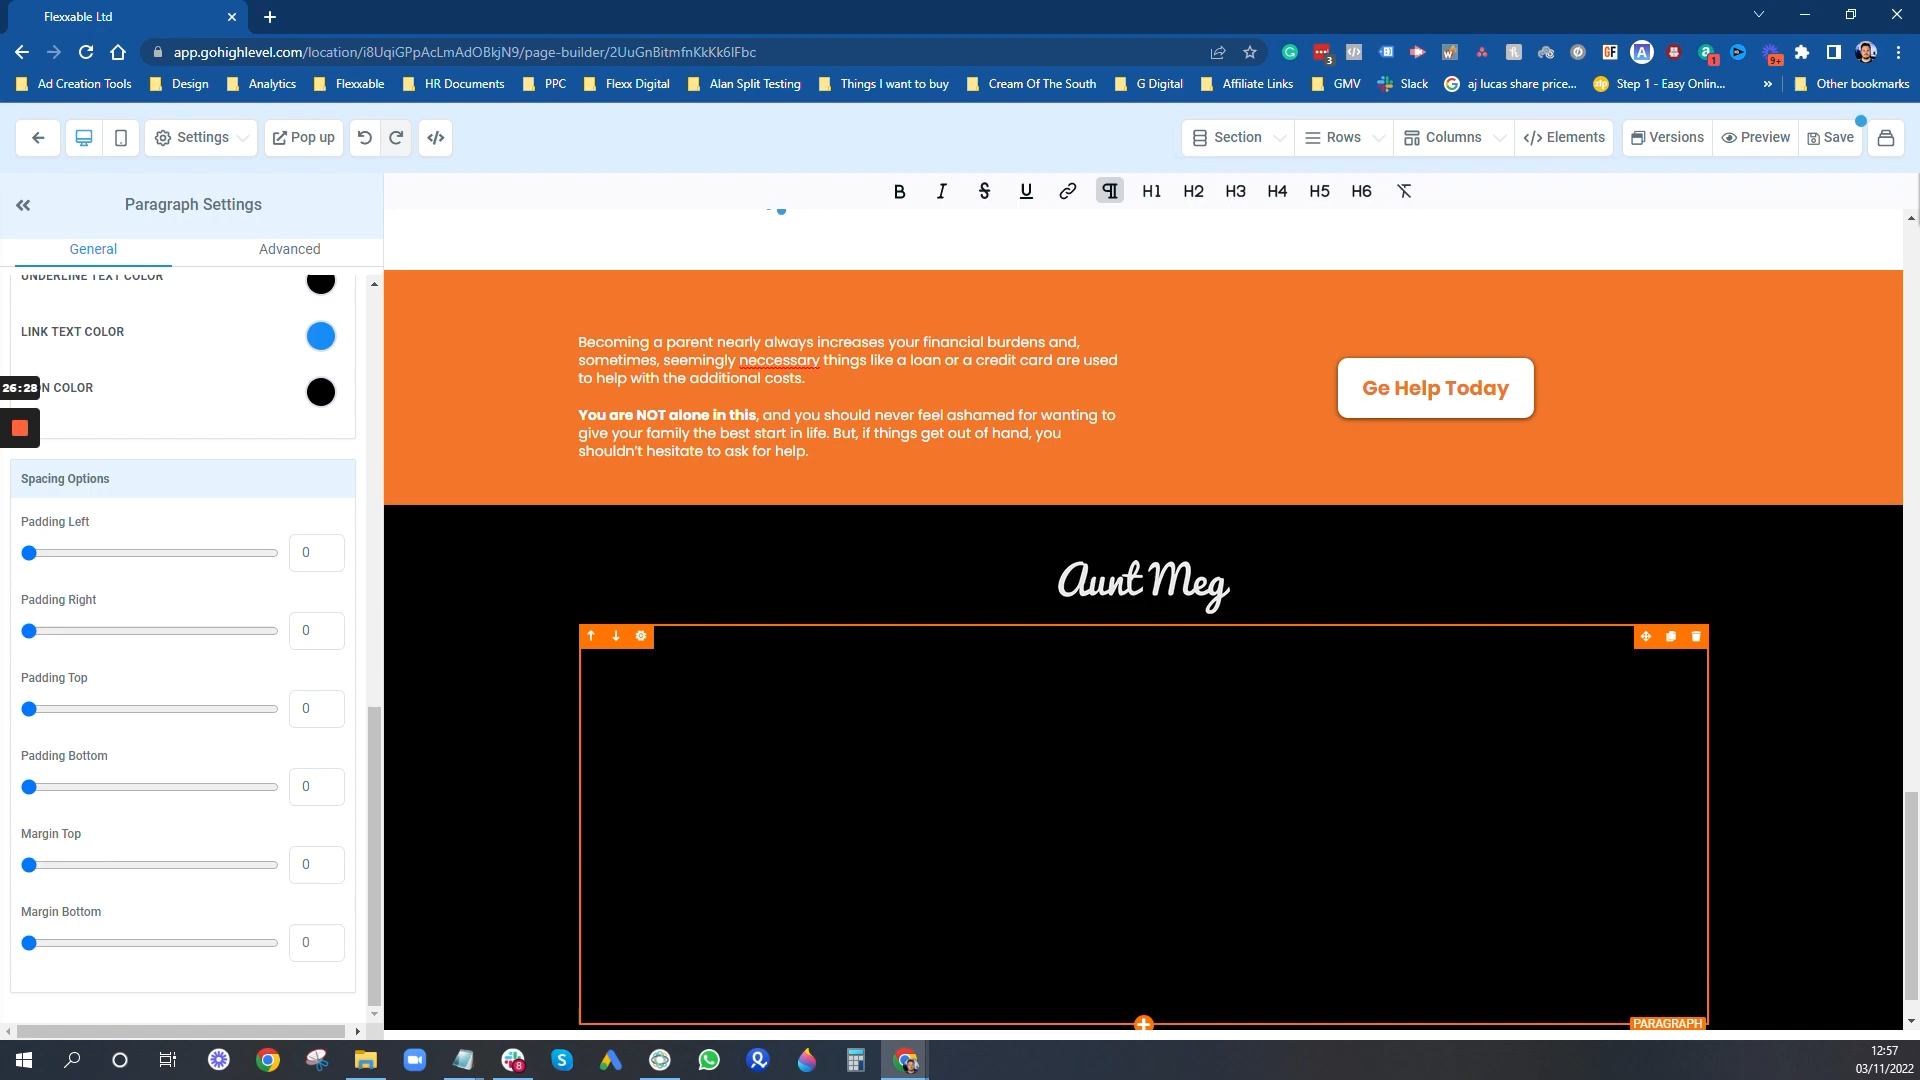 Flexxable Ltd
app.gohighlevel.com/location/i8UqiGPpAcLmAdOBkjN9/page-builder/2UuGnBitmfnKkKk6IFbc
Ad Creation Tools
Design
Analytics
Flexxable
HR Documents
PPC
Flexx Digital
Alan Split Testing
Things I want to buy
Cream Of The South
G Digital
Affiliate Links
GMV
Slack
aj lucas share price...
Step 1 - Easy Onlin...
»
Other bookmarks
Settings
Pop up
Section
Rows
Columns
Elements
Versions
Preview
Save
Paragraph Settings
B I S U H1 H2 H3 H4 H5 H6
General
Advanced
UNDERLINE TEXT COLOR
LINK TEXT COLOR
26:28
N COLOR
Spacing Options
Padding Left
0
Padding Right
0
Padding Top
0
Padding Bottom
0
Margin Top
0
Margin Bottom
0
Becoming a parent nearly always increases your financial burdens and,
sometimes, seemingly neccessary things like a loan or a credit card are used
to help with the additional costs.
You are NOT alone in this, and you should never feel ashamed for wanting to
give your family the best start in life. But, if things get out of hand, you
shouldn't hesitate to ask for help.
Ge Help Today
Aunt Meg
PARAGRAPH
12:57
03/11/2022